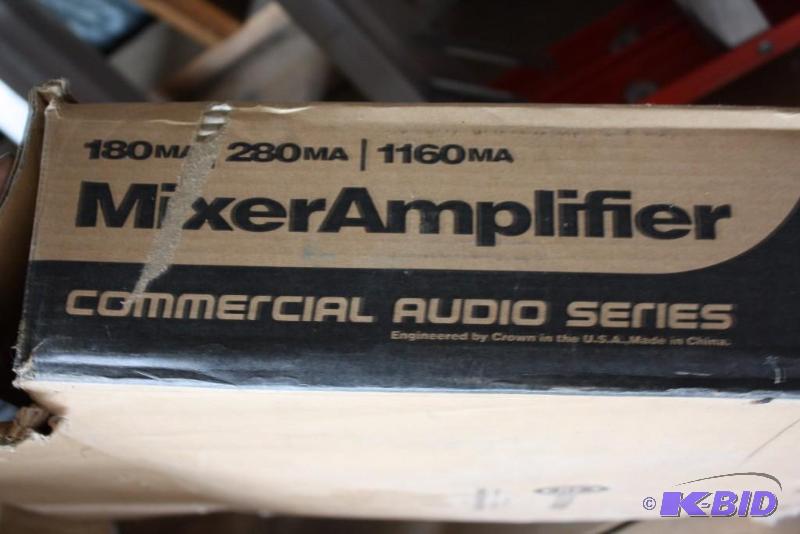 180MA | 280MA | 1160MA
MixerAmplifier
COMMERCIAL AUDIO SERIES
Engineered by Crown in the U.S.A. Made in China.
© K-BID